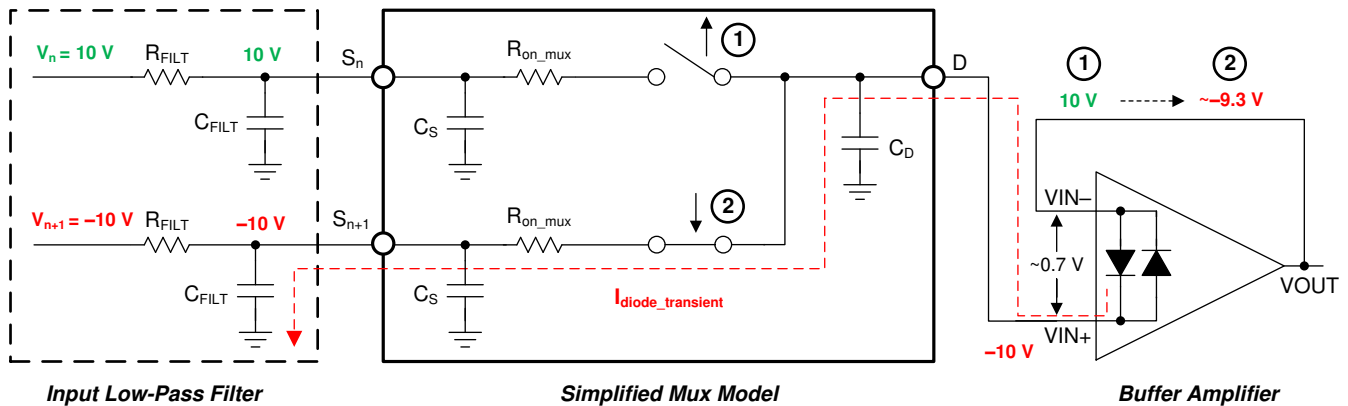 Vn = 10 V
RFILT
10 V
Sn
Ron_mux
1
D
1
2
10 V
~–9.3 V
CFILT
CS
CD
Vn+1 = –10 V
RFILT
–10 V
Sn+1
Ron_mux
2
VIN–
~0.7 V
CFILT
CS
Idiode_transient
VOUT
VIN+
–10 V
Input Low-Pass Filter
Simplified Mux Model
Buffer Amplifier